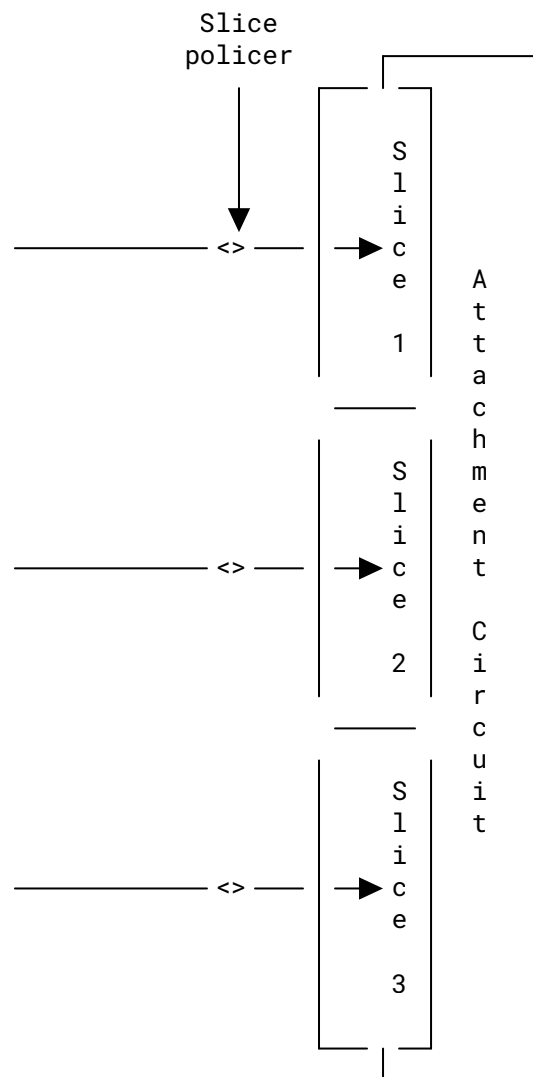 Slice
policer
<>
Slice 1
<>
Slice 2
<>
Slice 3
Attachment Circuit